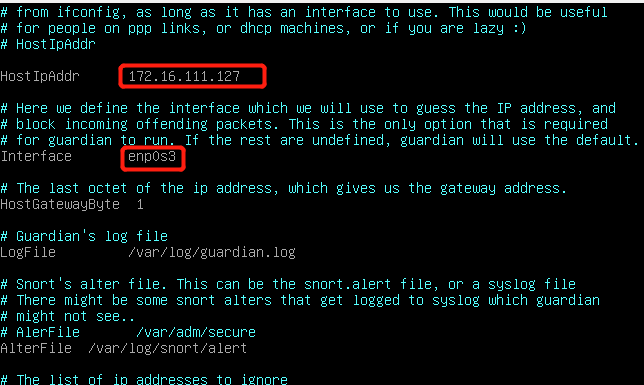 # from ifconfig, as long as it has an interface to use. This would be useful
# for people on ppp links, or dhcp machines, or if you are lazy :)
# HostIpAddr
HostIpAddr 172.16.111.127
# Here we define the interface which we will use to guess the IP address, and
# block incoming offending packets. This is the only option that is required
# for guardian to run. If the rest are undefined, guardian will use the default.
Interface enp0s3
# The last octet of the ip address, which gives us the gateway address.
HostGatewayByte 1
# Guardian's log file
LogFile /var/log/guardian.log
# Snort's alter file. This can be the snort.alert file, or a syslog file
# There might be some snort alters that get logged to syslog which guardian
# might not see..
# AlerFile /var/adm/secure
AlterFile /var/log/snort/alert
# The list of ip addresses to ignore